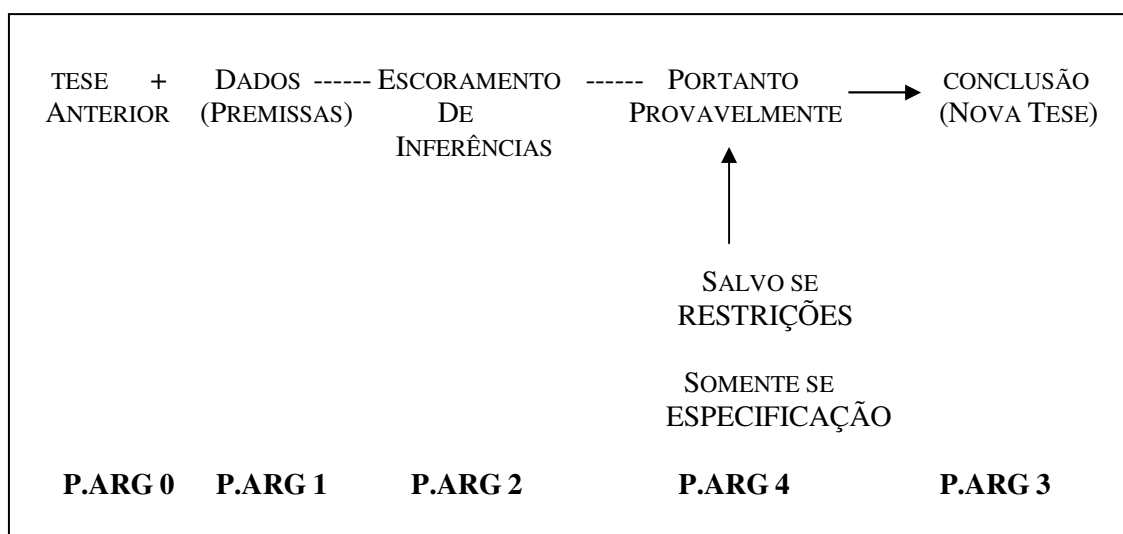 TESE + DADOS ------ ESCORAMENTO ------ PORTANTO CONCLUSÃO
ANTERIOR (PREMISSAS) DE PROVAVELMENTE (NOVA TESE)
INFERÊNCIAS
SALVO SE
RESTRIÇÕES
SOMENTE SE
ESPECIFICAÇÃO
P.ARG 0 P.ARG 1 P.ARG 2 P.ARG 4 P.ARG 3